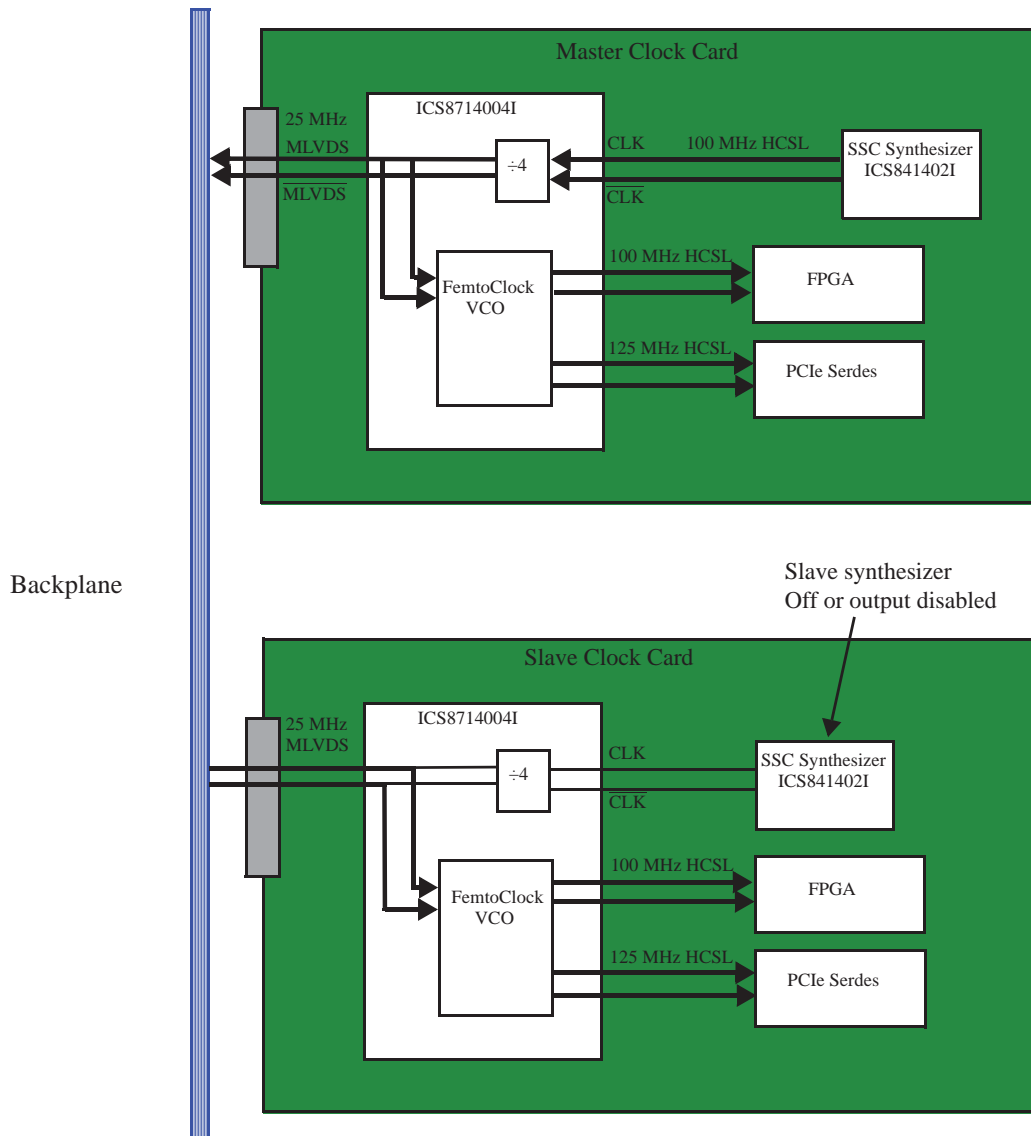 Master Clock Card
ICS8714004I
25 MHz
MLVDS
MLVDS
÷4
CLK
100 MHz HCSL
CLK
SSC Synthesizer
ICS841402I
FemtoClock
VCO
100 MHz HCSL
FPGA
125 MHz HCSL
PCIe Serdes
Backplane
Slave synthesizer
Off or output disabled
Slave Clock Card
ICS8714004I
25 MHz
MLVDS
÷4
CLK
CLK
SSC Synthesizer
ICS841402I
FemtoClock
VCO
100 MHz HCSL
FPGA
125 MHz HCSL
PCIe Serdes